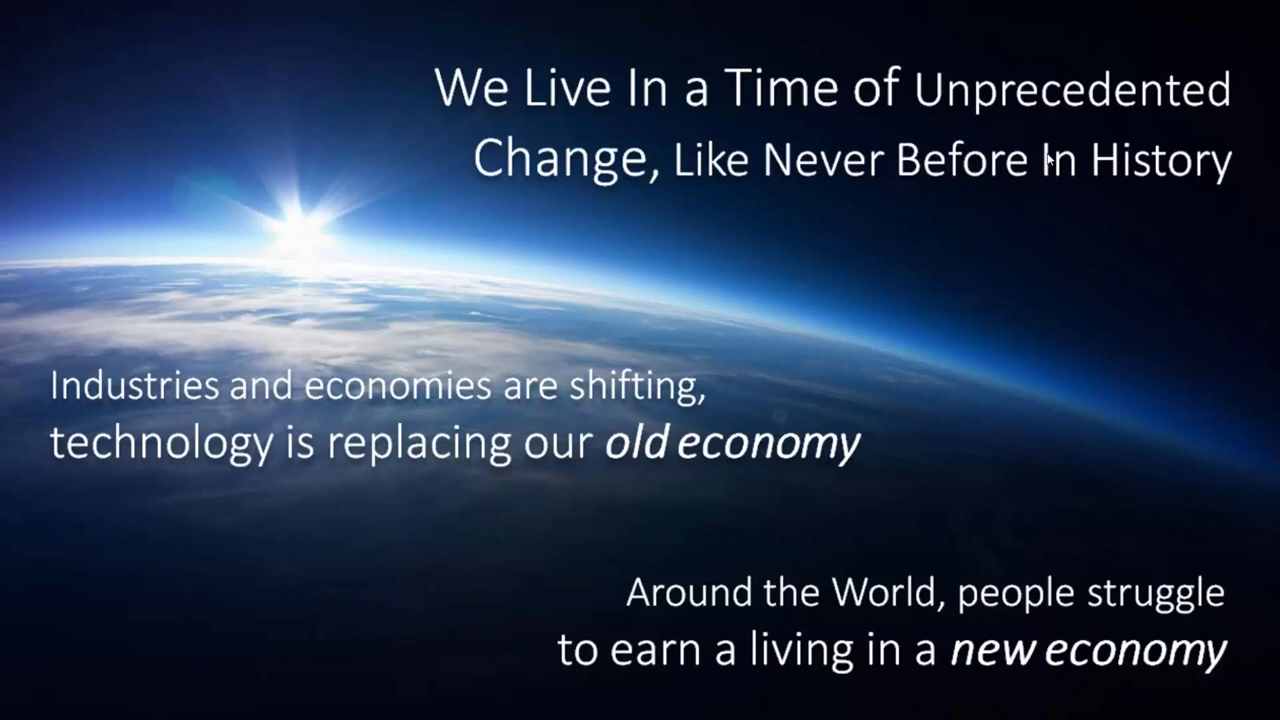 We Live In a Time of Unprecedented
Change, Like Never Before In History
Industries and economies are shifting,
technology is replacing our old economy
Around the World, people struggle
to earn a living in a new economy